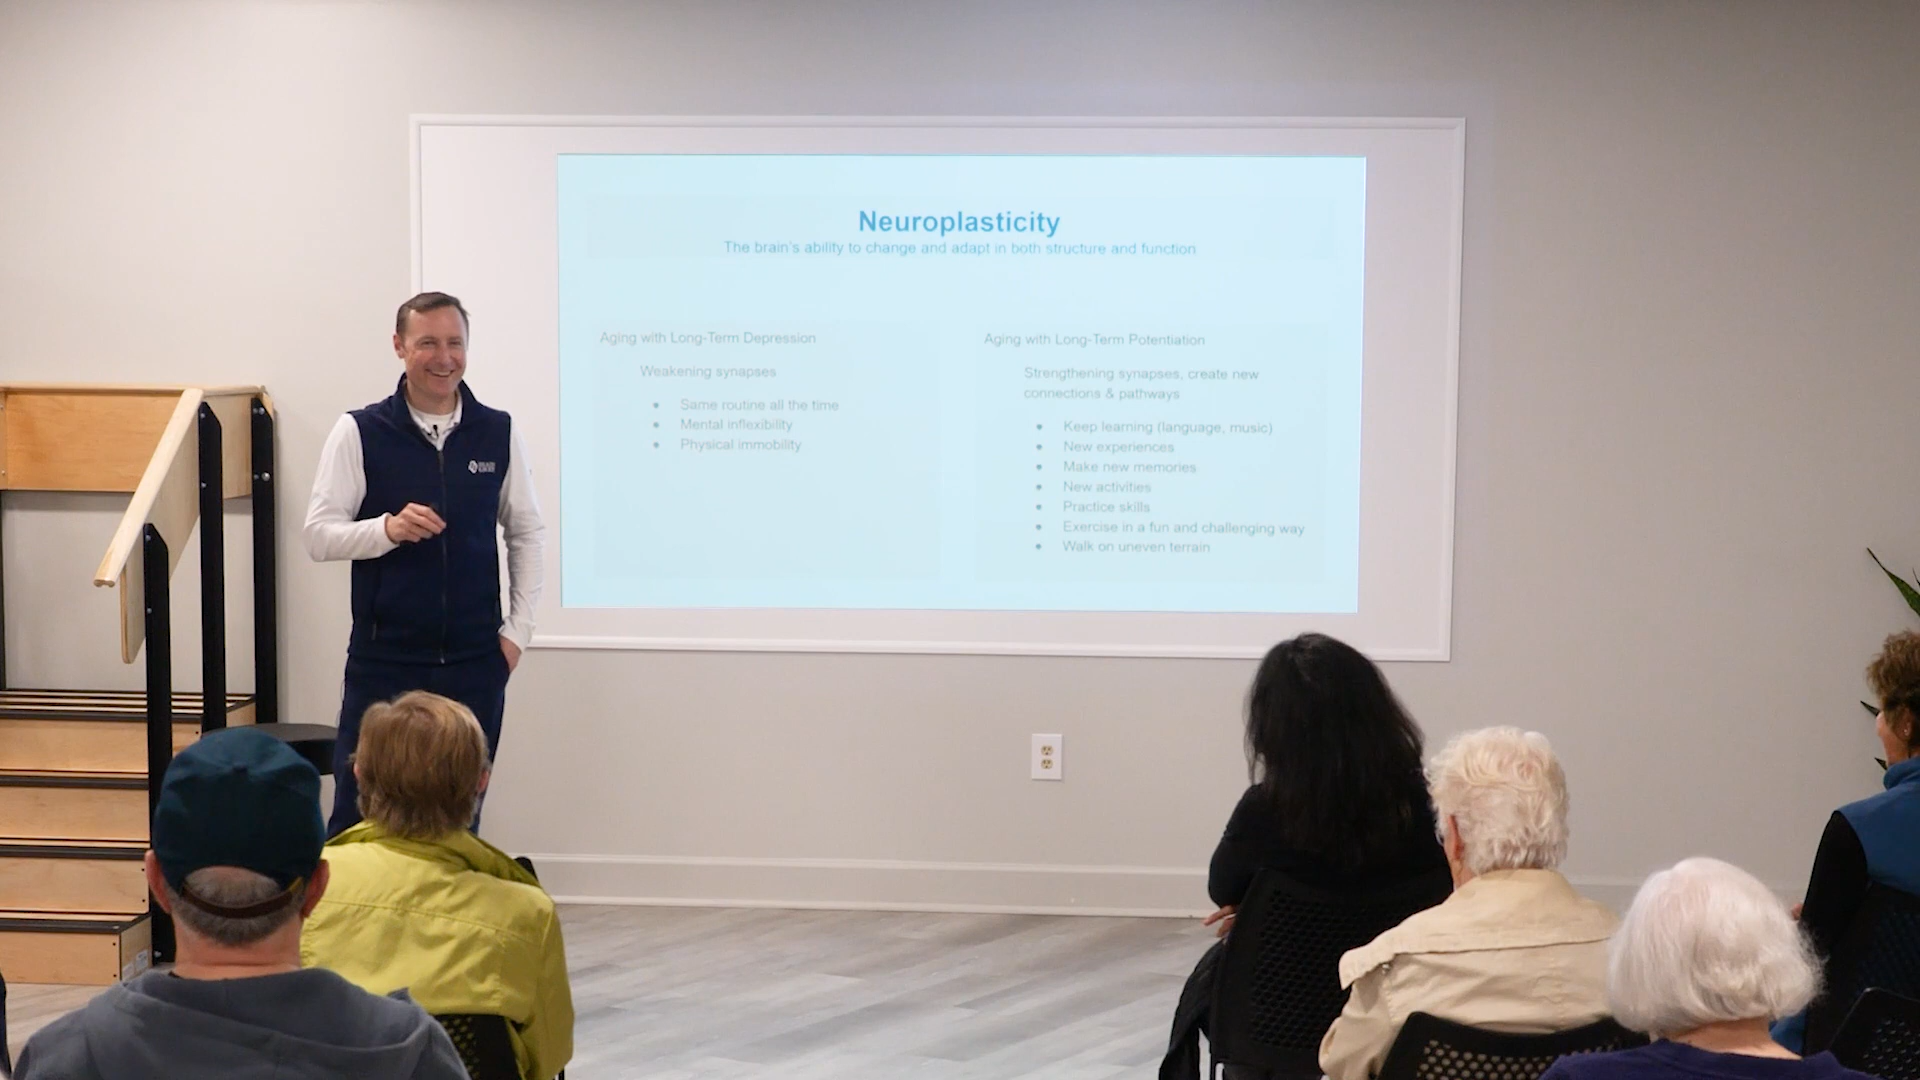 Neuroplasticity
The brain's ability to change and adapt in both structure and function
Aging with Long-Term Depression
Weakening synapses
● Same routine all the time
● Mental inflexibility
● Physical immobility
Aging with Long-Term Potentiation
Strengthening synapses, create new
connections & pathways
● Keep learning (language, music)
● New experiences
● Make new memories
● New activities
● Practice skills
● Exercise in a fun and challenging way
● Walk on uneven terrain